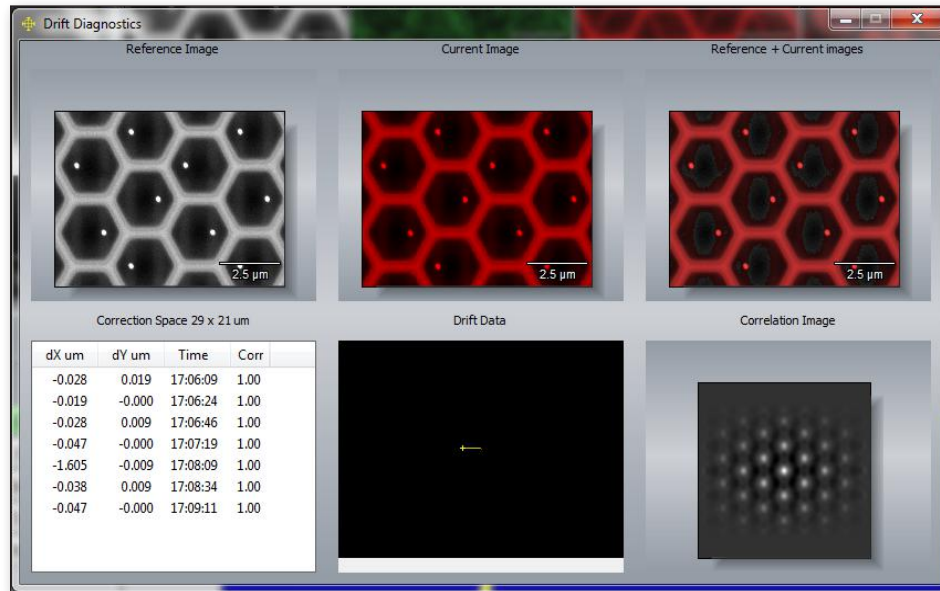 Drift Diagnostics
Reference Image
Current Image
Reference + Current images
2.5 µm
2.5 µm
2.5 µm
Correction Space 29 x 21 um
Drift Data
Correlation Image
dX um dY um Time Corr
-0.028 0.019 17:06:09 1.00
-0.019 -0.000 17:06:24 1.00
-0.028 0.009 17:06:46 1.00
-0.047 -0.000 17:07:19 1.00
-1.605 -0.009 17:08:09 1.00
-0.038 0.009 17:08:34 1.00
-0.047 -0.000 17:09:11 1.00